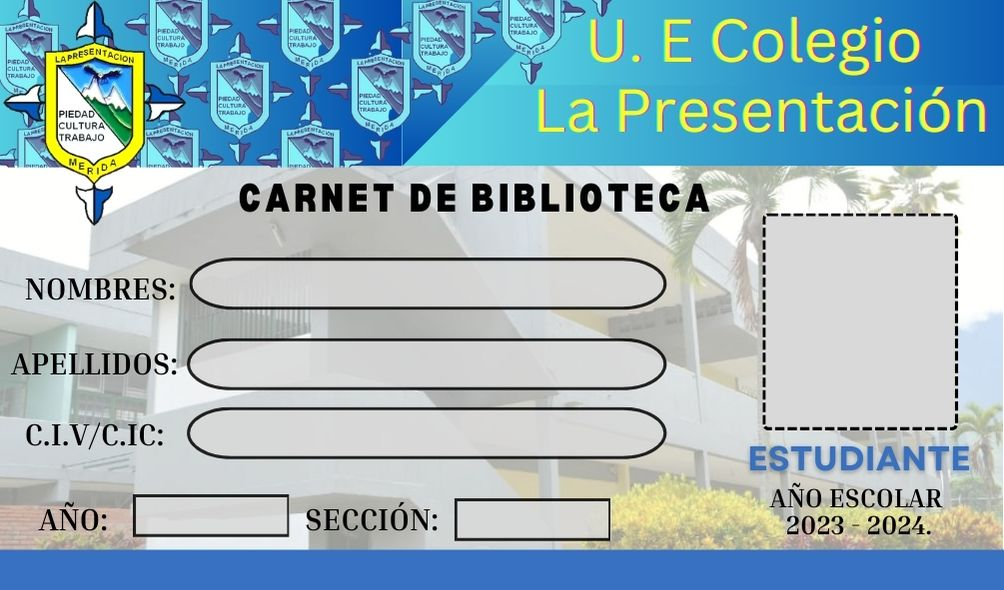 U. E Colegio
La Presentación
LA PRESENTACIÓN
PIEDAD
CULTURA
TRABAJO
MERIDA
CARNET DE BIBLIOTECA
NOMBRES:
APELLIDOS:
C.I.V/C.IC:
AÑO:
SECCIÓN:
ESTUDIANTE
AÑO ESCOLAR
2023 - 2024.